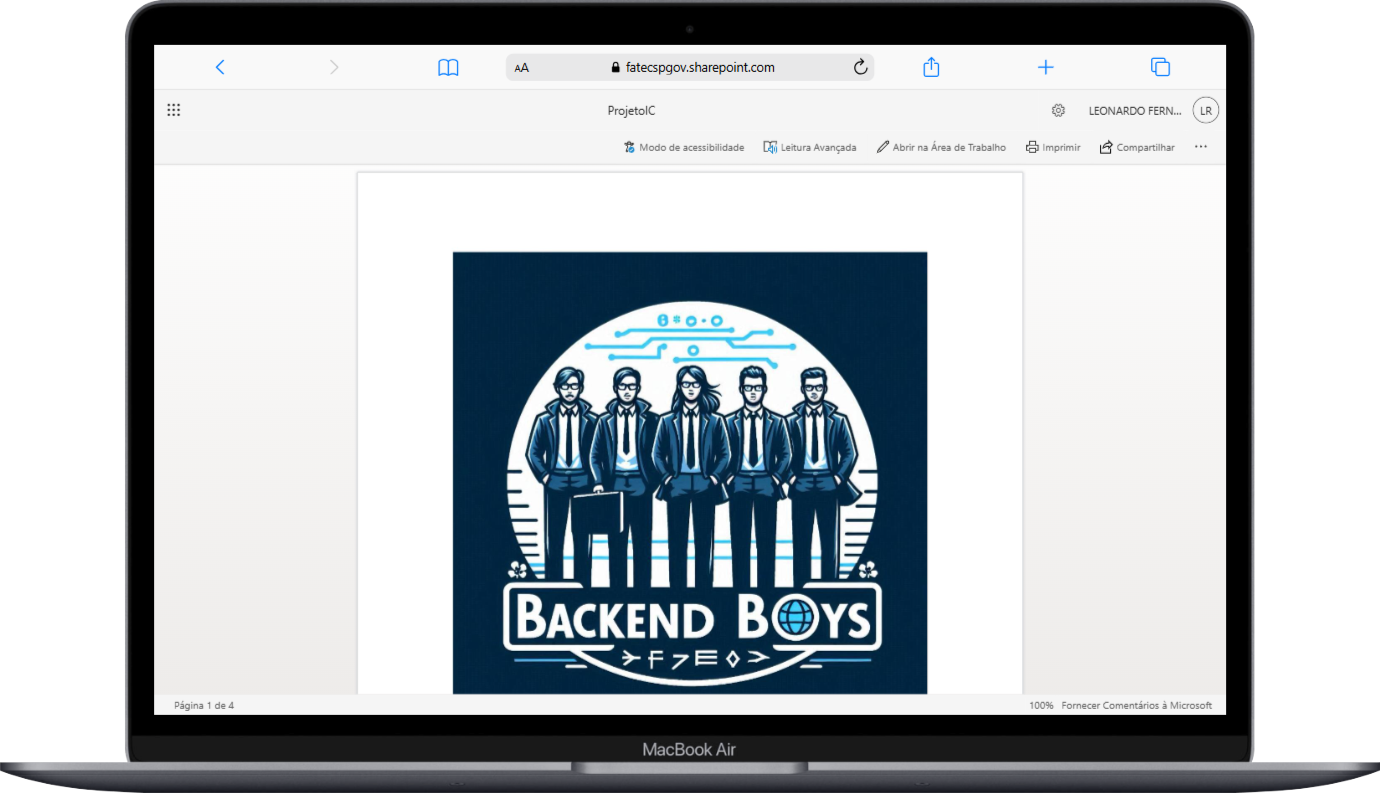 AA fatecspgov.sharepoint.com
ProjetoIC LEONARDO FERN... LR
Modo de acessibilidade Leitura Avançada Abrir na Área de Trabalho Imprimir Compartilhar ...
BACKEND BOYS
Página 1 de 4 100% Fornecer Comentários à Microsoft
MacBook Air